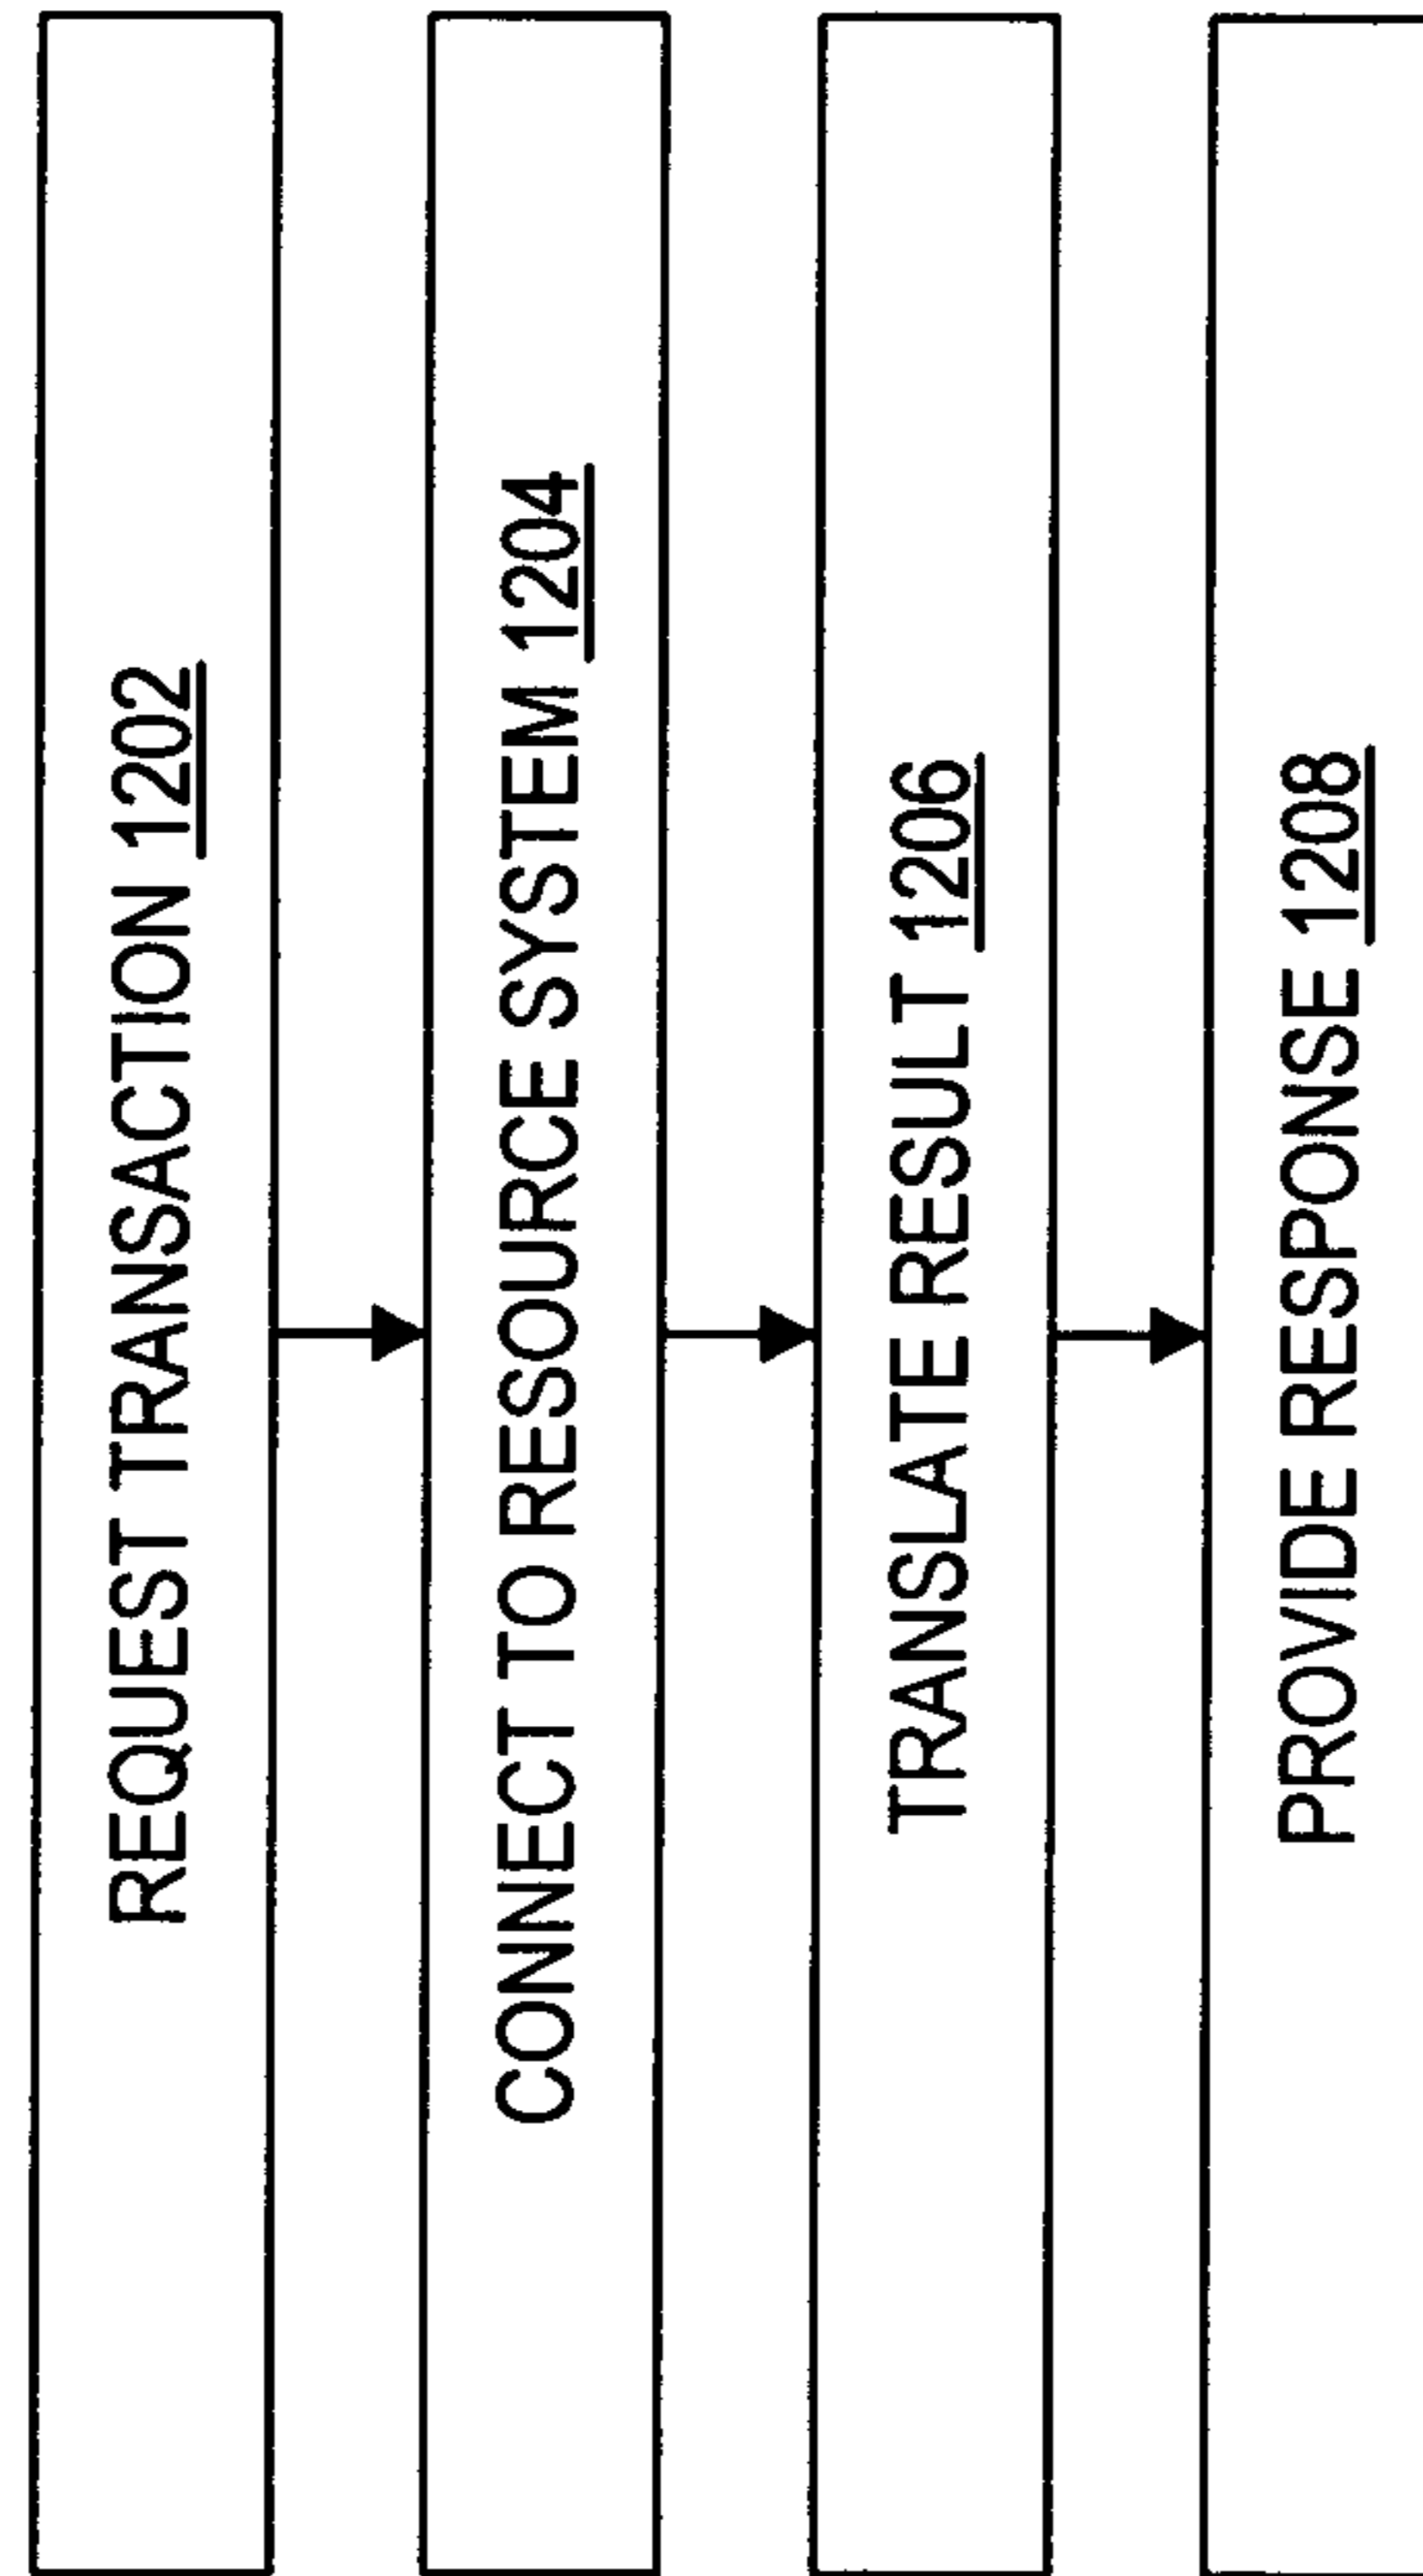 REQUEST TRANSACTION 1202
CONNECT TO RESOURCE SYSTEM 1204
TRANSLATE RESULT 1206
PROVIDE RESPONSE 1208